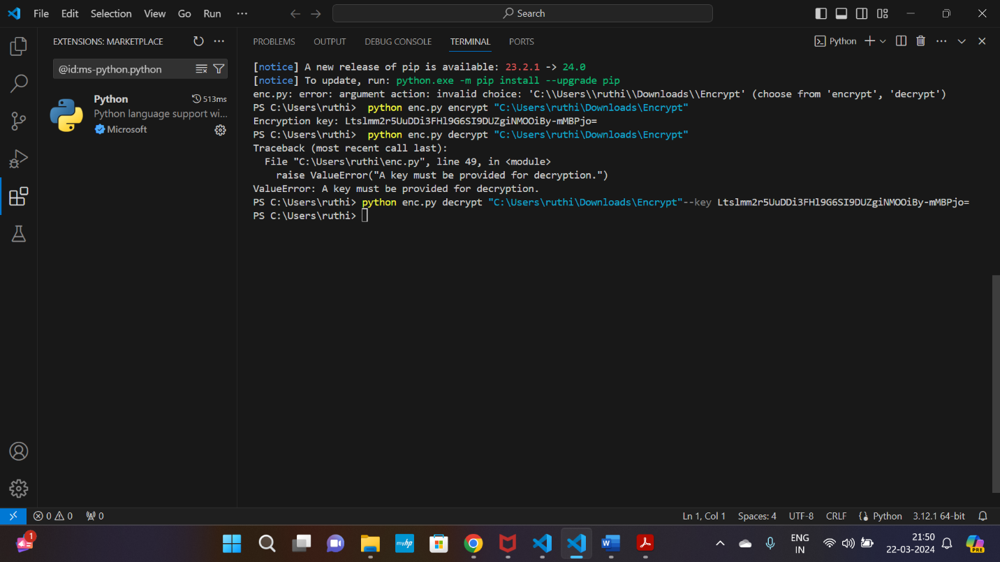 File Edit Selection View Go Run ...
Search
EXTENSIONS: MARKETPLACE
@id:ms-python.python
Python
513ms
Python language support wi...
Microsoft
PROBLEMS OUTPUT DEBUG CONSOLE TERMINAL PORTS
Python
[notice] A new release of pip is available: 23.2.1 -> 24.0
[notice] To update, run: python.exe -m pip install --upgrade pip
enc.py: error: argument action: invalid choice: 'C:\\Users\\ruthi\\Downloads\\Encrypt' (choose from 'encrypt', 'decrypt')
PS C:\Users\ruthi>  python enc.py encrypt "C:\Users\ruthi\Downloads\Encrypt"
Encryption key: Ltslmm2r5UuDDi3FHl9G6SI9DUZgiNMOOiBy-mMBPjo=
PS C:\Users\ruthi>  python enc.py decrypt "C:\Users\ruthi\Downloads\Encrypt"
Traceback (most recent call last):
  File "C:\Users\ruthi\enc.py", line 49, in <module>
    raise ValueError("A key must be provided for decryption.")
ValueError: A key must be provided for decryption.
PS C:\Users\ruthi> python enc.py decrypt "C:\Users\ruthi\Downloads\Encrypt"--key Ltslmm2r5UuDDi3FHl9G6SI9DUZgiNMOOiBy-mMBPjo=
PS C:\Users\ruthi>
0 0 0
Ln 1, Col 1 Spaces: 4 UTF-8 CRLF Python 3.12.1 64-bit
1
myhp
W
ENG
IN
21:50
22-03-2024
PRE